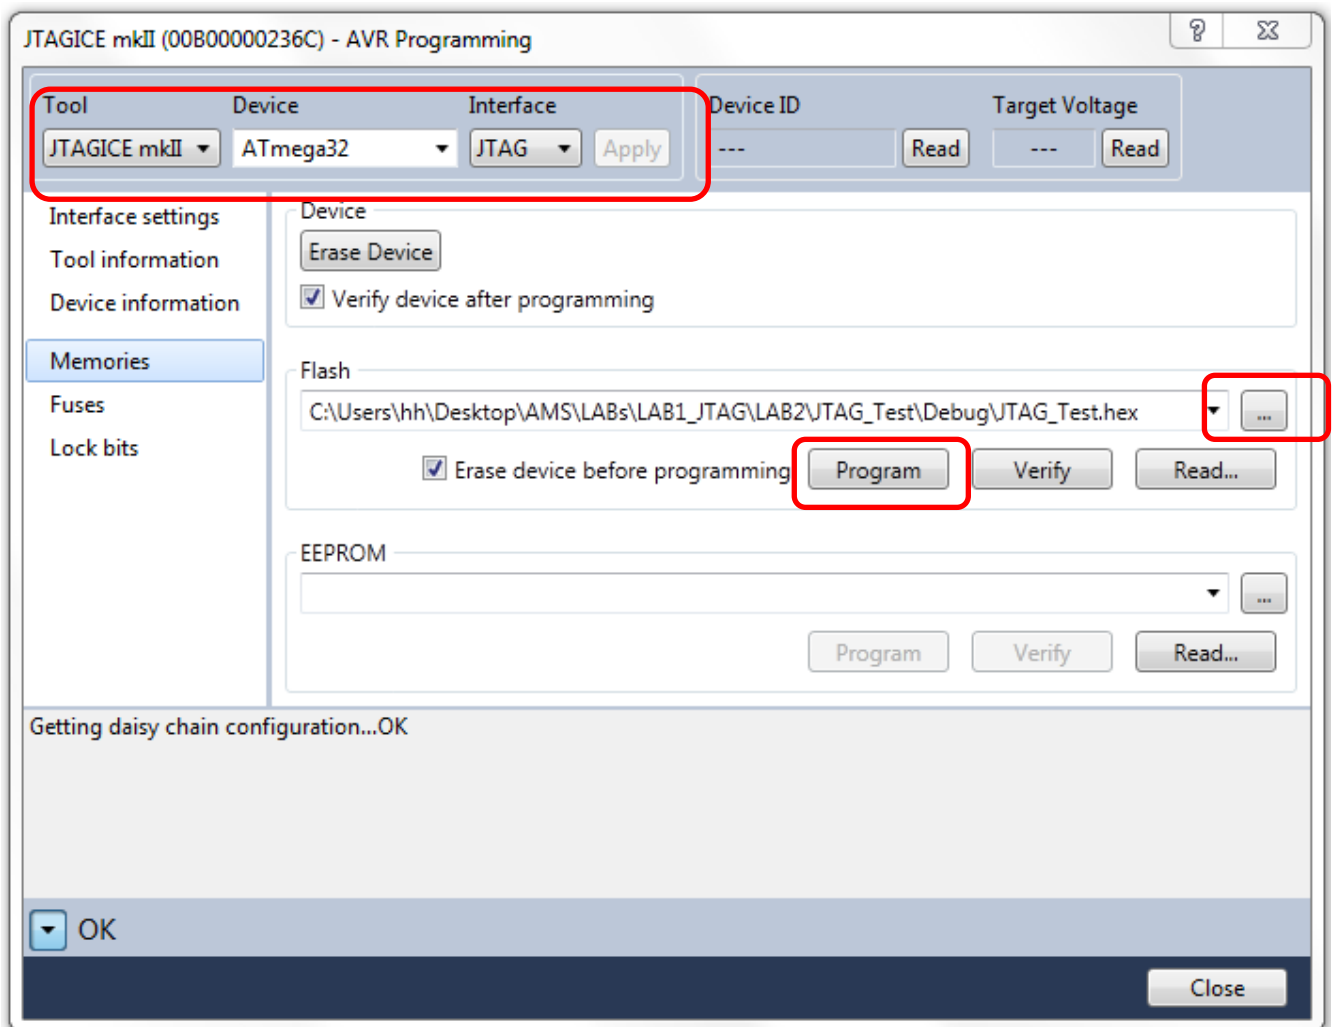 JTAGICE mkII (00B00000236C) - AVR Programming
Tool Device Interface Device ID Target Voltage
JTAGICE mkII ATmega32 JTAG Apply --- Read --- Read
Interface settings
Tool information
Device information
Memories
Fuses
Lock bits
Device
Erase Device
Verify device after programming
Flash
C:\Users\hh\Desktop\AMS\LABs\LAB1_JTAG\LAB2\JTAG_Test\Debug\JTAG_Test.hex ...
Erase device before programming Program Verify Read...
EEPROM
...
Program Verify Read...
Getting daisy chain configuration...OK
OK
Close